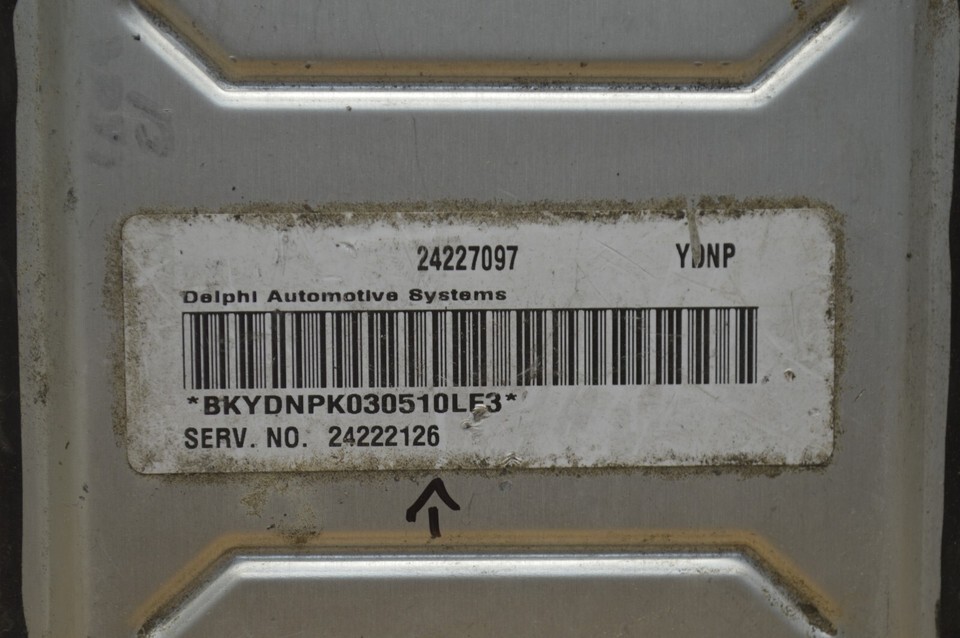 24227097 YDNP
Delphi Automotive Systems
*BKYDNPK030510LF3*
SERV. NO. 24222126